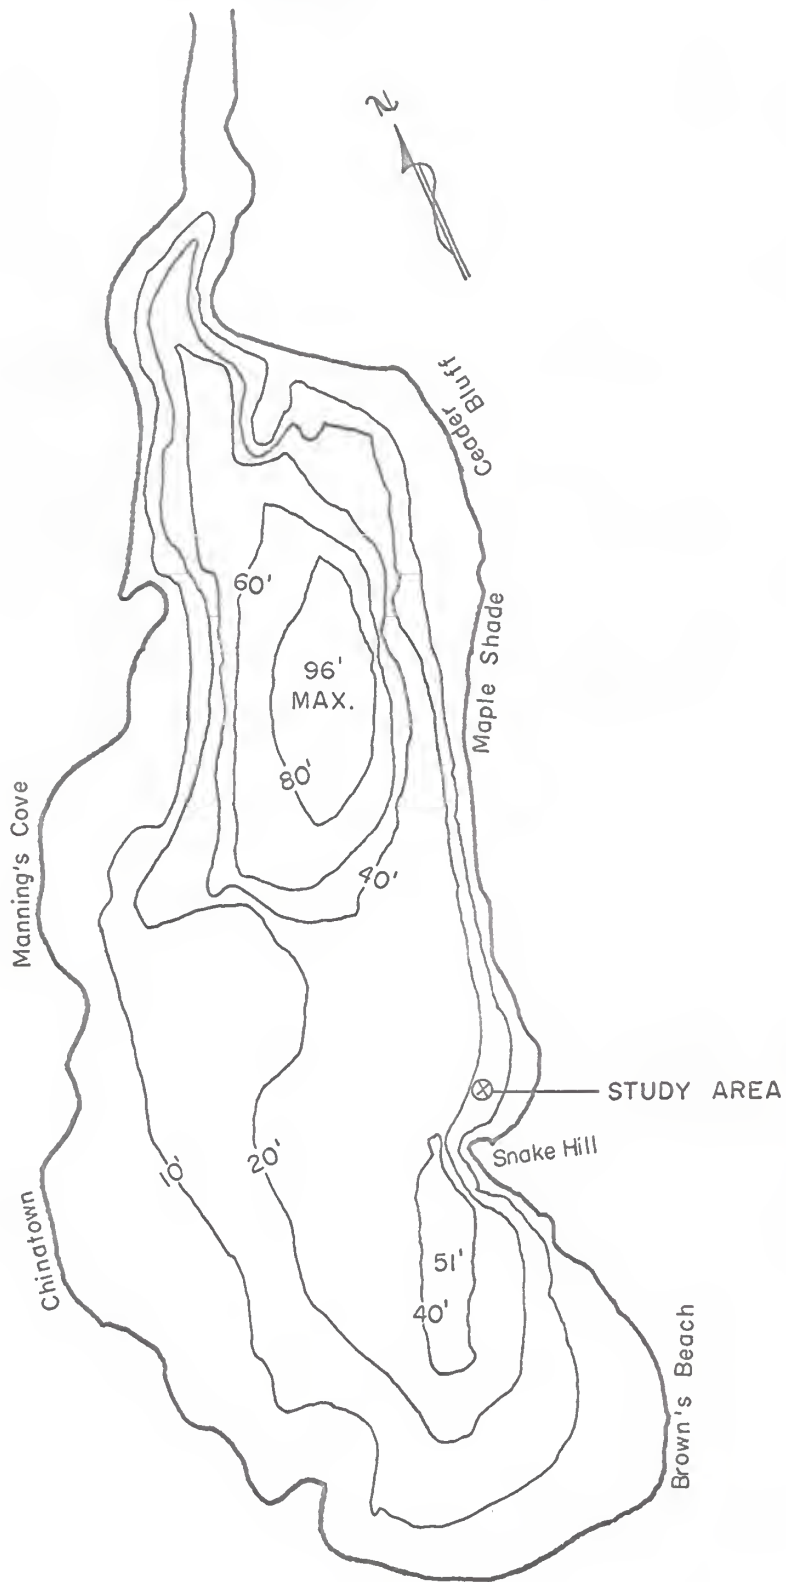 N
Ceader Bluff
60'
Maple Shade
96'
MAX.
80'
Manning's Cove
40'
STUDY AREA
Snake Hill
20'
10'
Chinatown
51'
40'
Brown's Beach